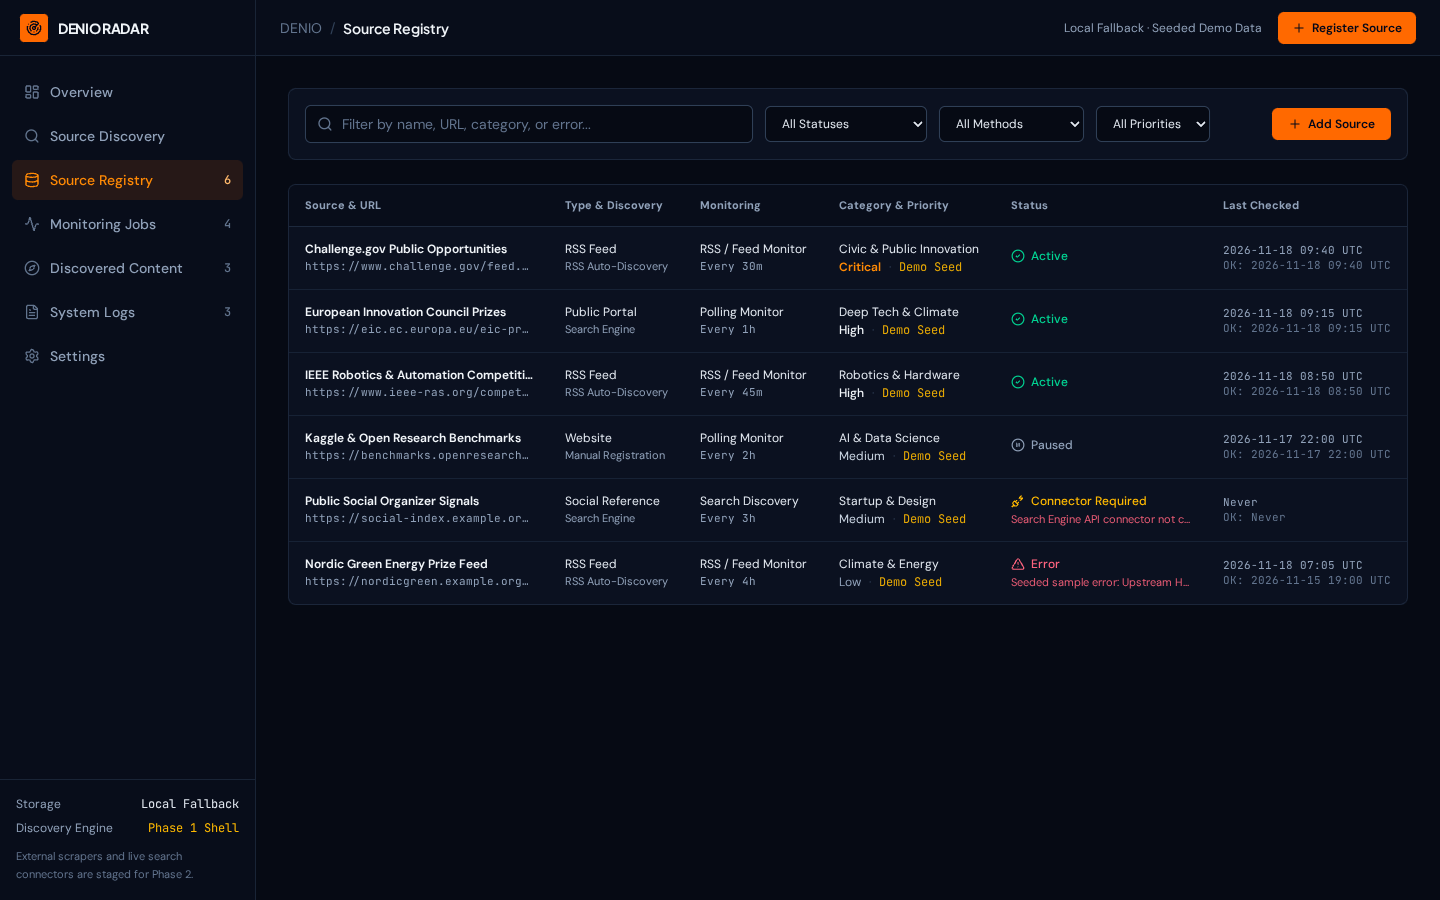 DENIORADAR
DENIO / Source Registry
Local Fallback · Seeded Demo Data
+ Register Source
Overview
Source Discovery
Source Registry 6
Monitoring Jobs 4
Discovered Content 3
System Logs 3
Settings
Filter by name, URL, category, or error...
All Statuses
All Methods
All Priorities
+ Add Source
Source & URL Type & Discovery Monitoring Category & Priority Status Last Checked
Challenge.gov Public Opportunities RSS Feed RSS / Feed Monitor Civic & Public Innovation Active 2026-11-18 09:40 UTC
https://www.challenge.gov/feed.… RSS Auto-Discovery Every 30m Critical · Demo Seed OK: 2026-11-18 09:40 UTC
European Innovation Council Prizes Public Portal Polling Monitor Deep Tech & Climate Active 2026-11-18 09:15 UTC
https://eic.ec.europa.eu/eic-pr… Search Engine Every 1h High · Demo Seed OK: 2026-11-18 09:15 UTC
IEEE Robotics & Automation Competiti… RSS Feed RSS / Feed Monitor Robotics & Hardware Active 2026-11-18 08:50 UTC
https://www.ieee-ras.org/compet… RSS Auto-Discovery Every 45m High · Demo Seed OK: 2026-11-18 08:50 UTC
Kaggle & Open Research Benchmarks Website Polling Monitor AI & Data Science Paused 2026-11-17 22:00 UTC
https://benchmarks.openresearch… Manual Registration Every 2h Medium · Demo Seed OK: 2026-11-17 22:00 UTC
Public Social Organizer Signals Social Reference Search Discovery Startup & Design Connector Required Never
https://social-index.example.or… Search Engine Every 3h Medium · Demo Seed Search Engine API connector not c… OK: Never
Nordic Green Energy Prize Feed RSS Feed RSS / Feed Monitor Climate & Energy Error 2026-11-18 07:05 UTC
https://nordicgreen.example.org… RSS Auto-Discovery Every 4h Low · Demo Seed Seeded sample error: Upstream H… OK: 2026-11-15 19:00 UTC
Storage Local Fallback
Discovery Engine Phase 1 Shell
External scrapers and live search
connectors are staged for Phase 2.